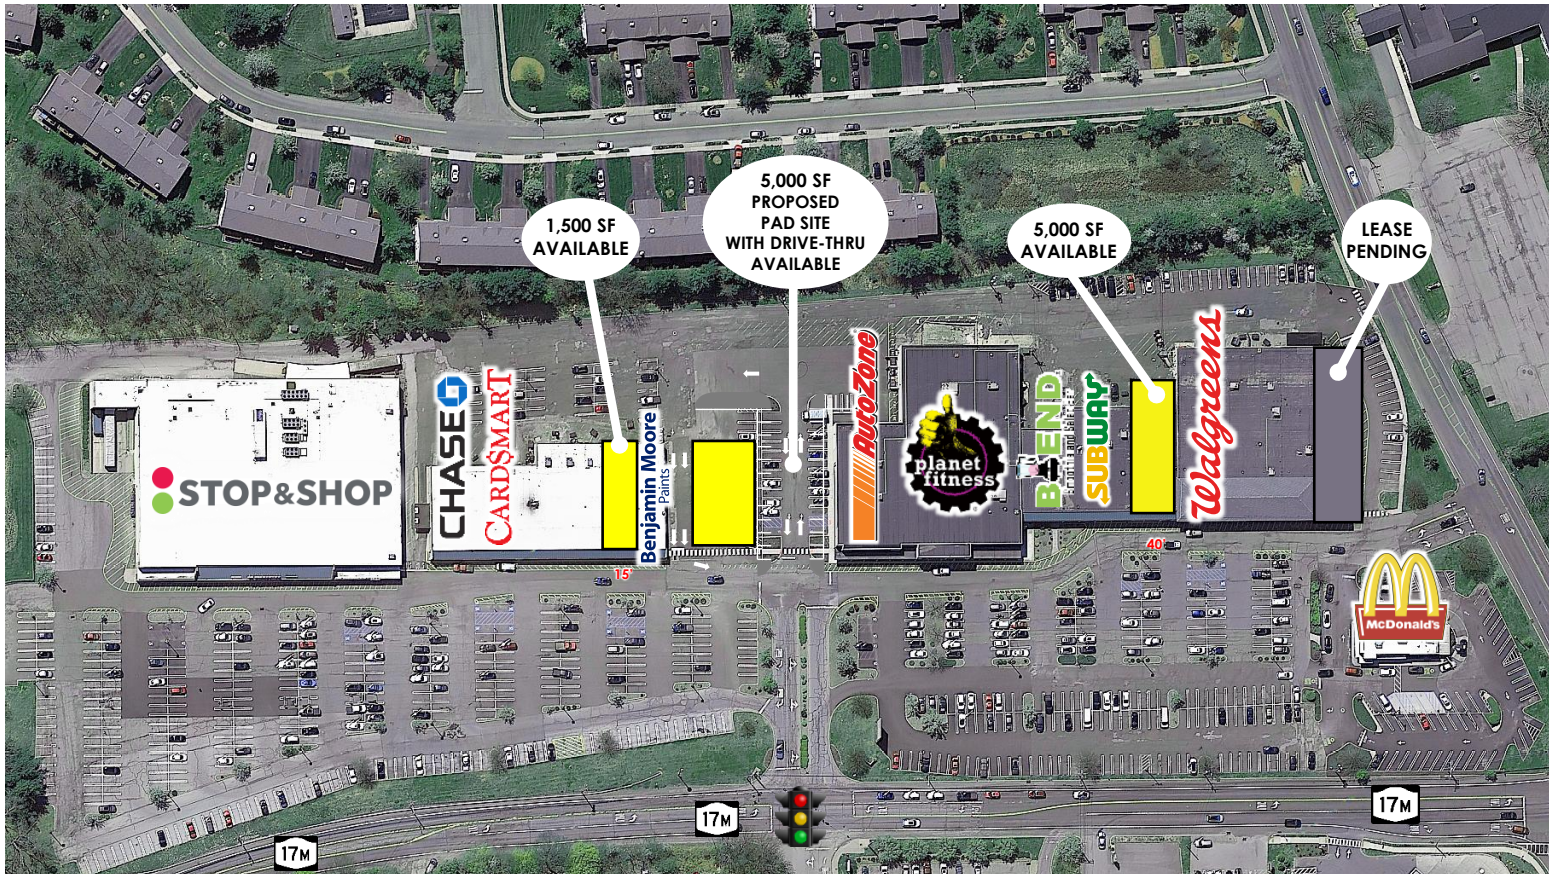 1,500 SF
AVAILABLE
5,000 SF
PROPOSED
PAD SITE
WITH DRIVE-THRU
AVAILABLE
5,000 SF
AVAILABLE
LEASE
PENDING
STOP&SHOP
CHASE
CARDSMART
Benjamin Moore
Paints
AutoZone
planet
fitness
SUBWAY
Walgreens
15'
40'
McDonald's
17M
17M
17M